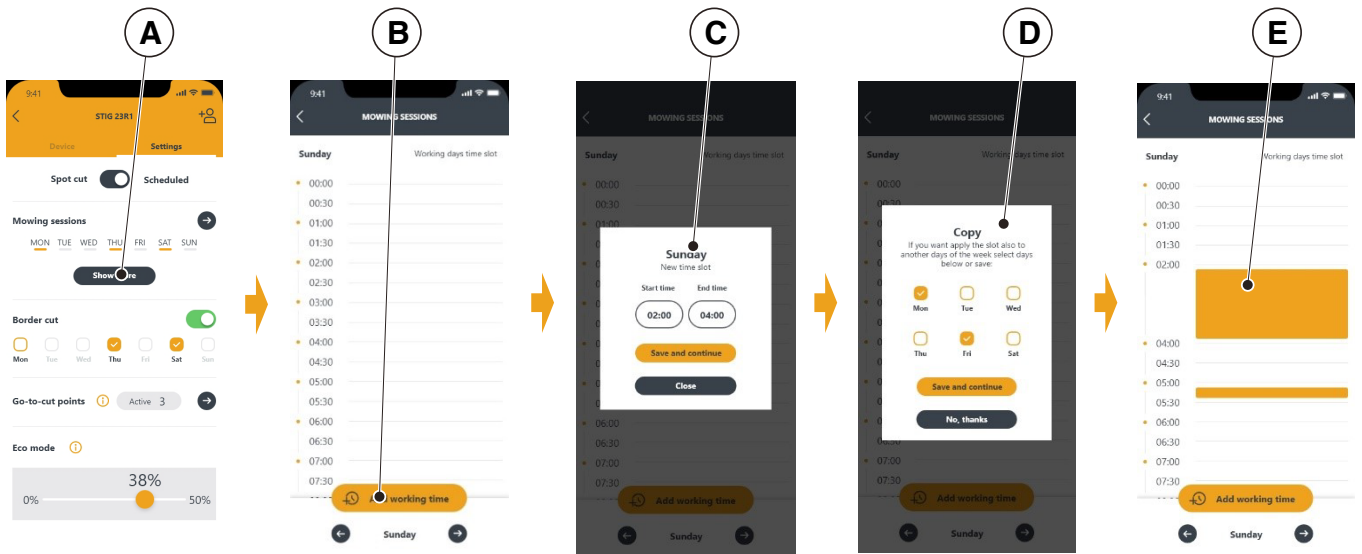 A
B
C
D
E
9:41
STIG 23R1
Device
Settings
Spot cut
Scheduled
Mowing sessions
MON TUE WED THU FRI SAT SUN
Border cut
Mon Tue Wed Thu Fri Sat Sun
Go-to-cut points
Active 3
Eco mode
38%
0%
50%
9:41
MOWING SESSIONS
Sunday
Working days time slot
00:00
00:30
01:00
01:30
02:00
02:30
03:00
03:30
04:00
04:30
05:00
05:30
06:00
06:30
07:00
07:30
Add working time
Sunday
MOWING SESSIONS
Sunday
Working days time slot
00:00
00:30
01:00
Sunday
New time slot
Start time
End time
02:00
04:00
Save and continue
Close
06:00
06:30
07:00
07:30
Add working time
Sunday
MOWING SESSIONS
Sunday
Working days time slot
00:00
00:30
Copy
If you want apply the slot also to
another days of the week select days
below or save:
Mon Tue Wed
Thu Fri Sat
Save and continue
No, thanks
07:00
07:30
Add working time
Sunday
9:41
MOWING SESSIONS
Sunday
Working days time slot
00:00
00:30
01:00
01:30
02:00
04:00
04:30
05:00
05:30
06:00
06:30
07:00
07:30
Add working time
Sunday